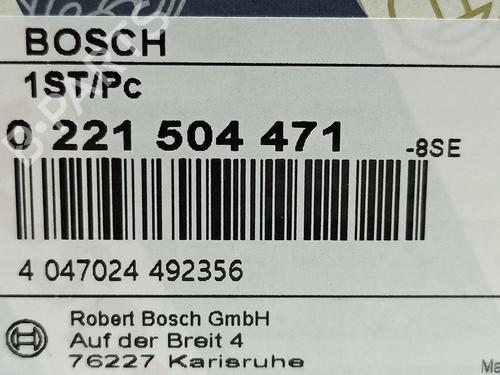 BOSCH
1ST/Pc
0 221 504 471 -8SE
4 047024 492356
Robert Bosch GmbH
Auf der Breit 4
76227 Karlsruhe
Ma